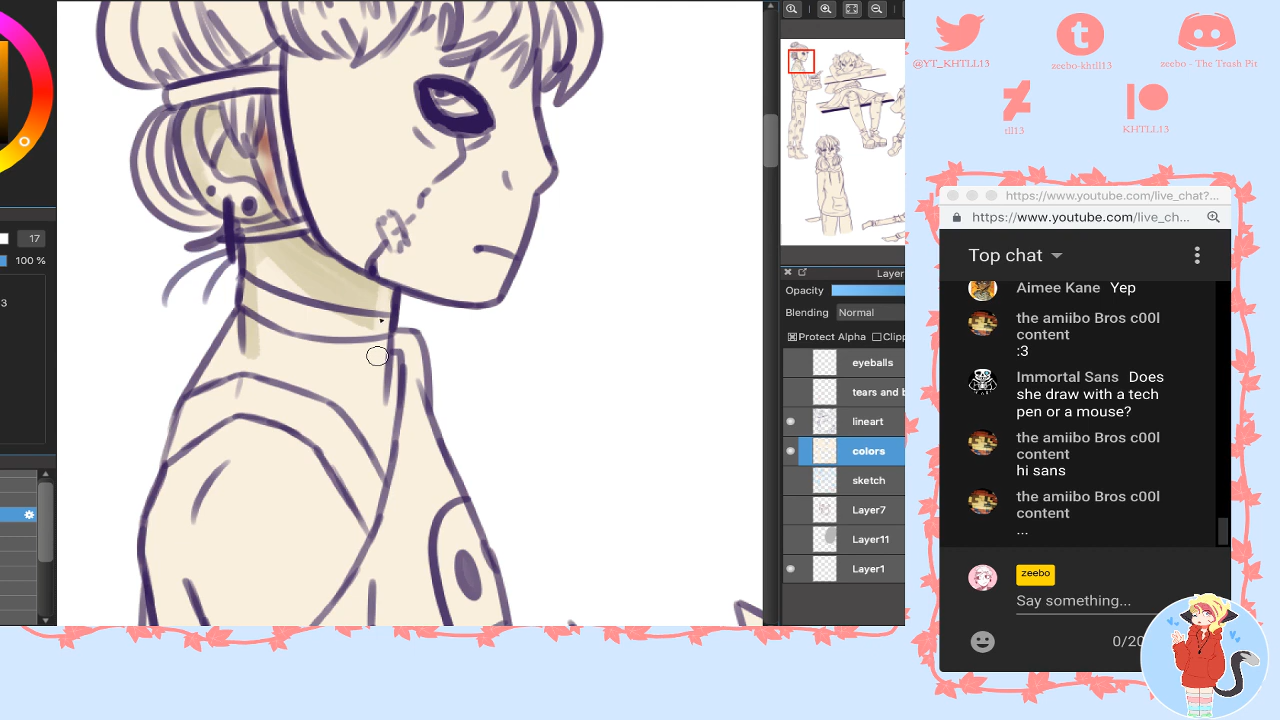 17
100 %
3
Layer
Opacity
Blending Normal
Protect Alpha Clipp
eyeballs
tears and b
lineart
colors
sketch
Layer7
Layer11
Layer1
@YT_KHTLL13
zeebo-khtll13
zeebo - The Trash Pit
tll13
KHTLL13
https://www.youtube.com/live_chat?...
https://www.youtube.com/live_ch...
Top chat
Aimee Kane Yep
the amiibo Bros c00l
content
:3
Immortal Sans Does
she draw with a tech
pen or a mouse?
the amiibo Bros c00l
content
hi sans
the amiibo Bros c00l
content
...
zeebo
Say something...
0/20